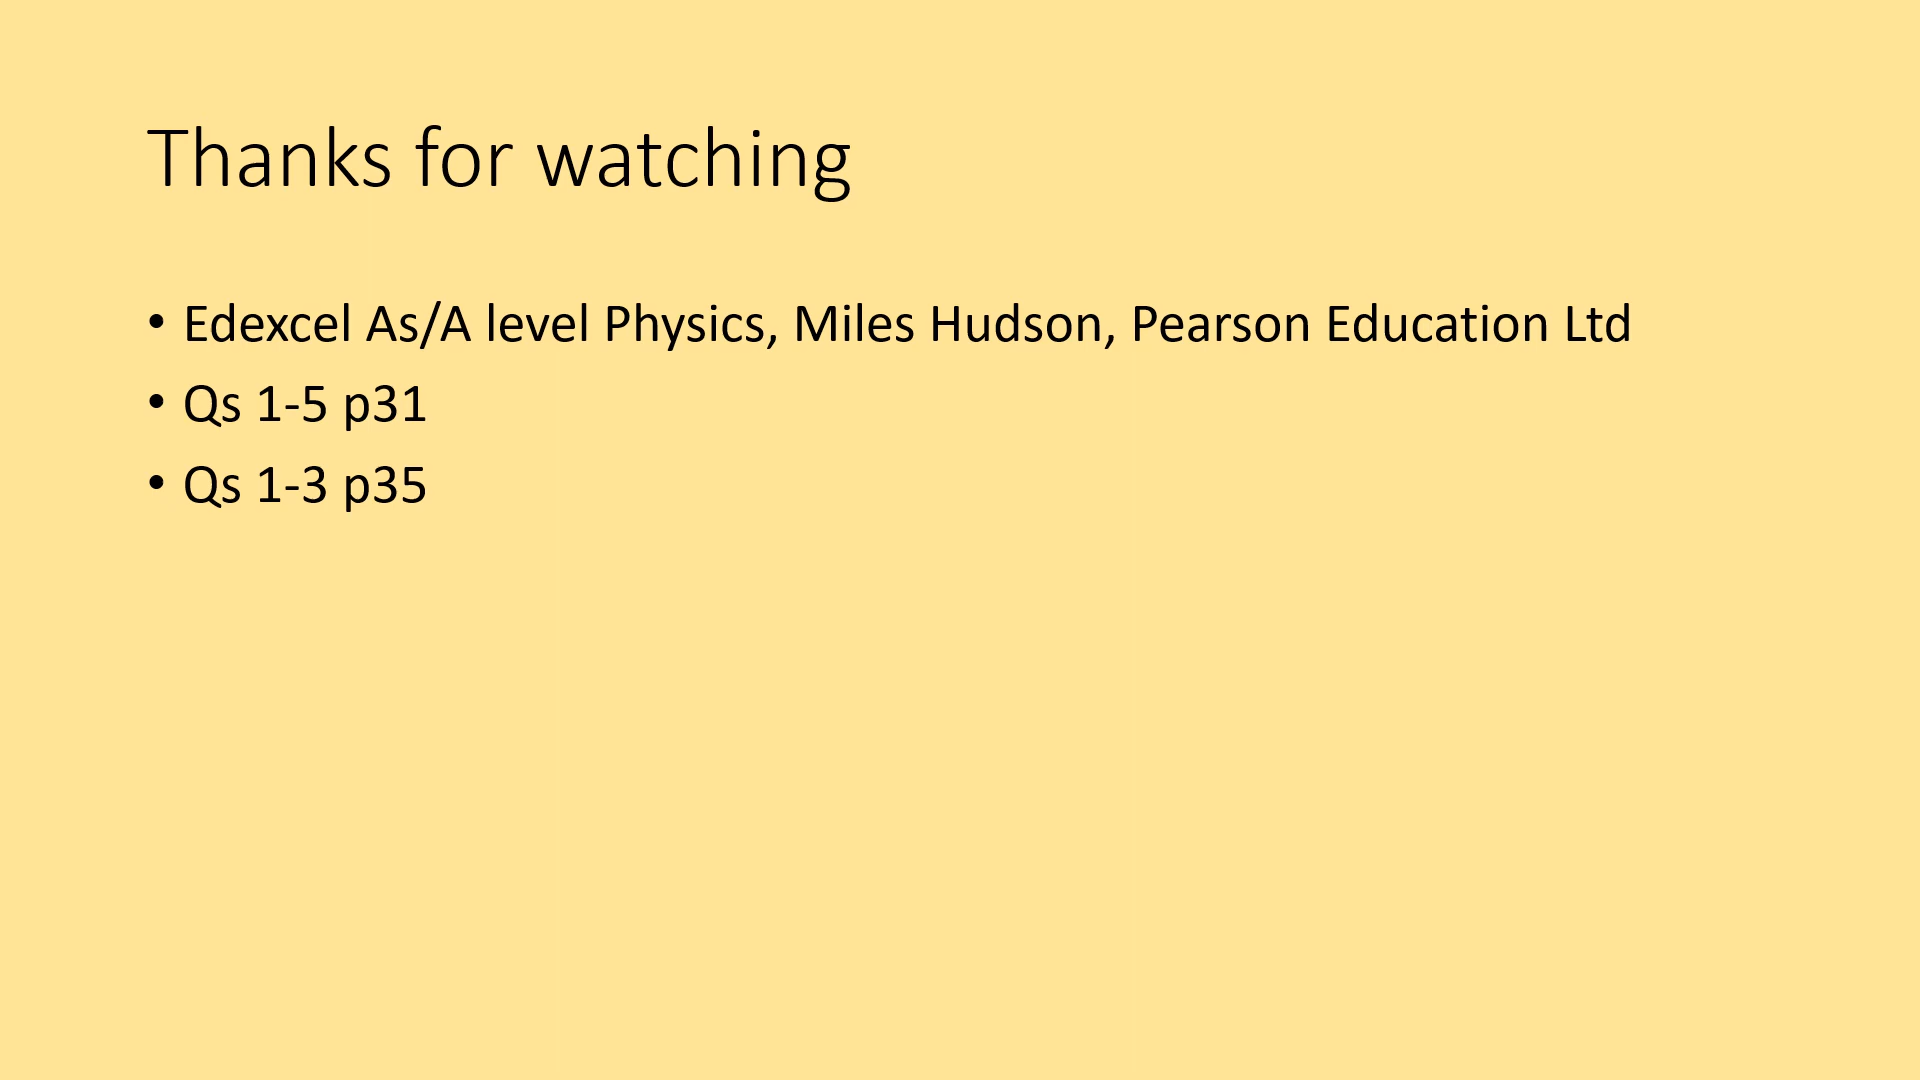 Thanks for watching
• Edexcel As/A level Physics, Miles Hudson, Pearson Education Ltd
• Qs 1-5 p31
• Qs 1-3 p35